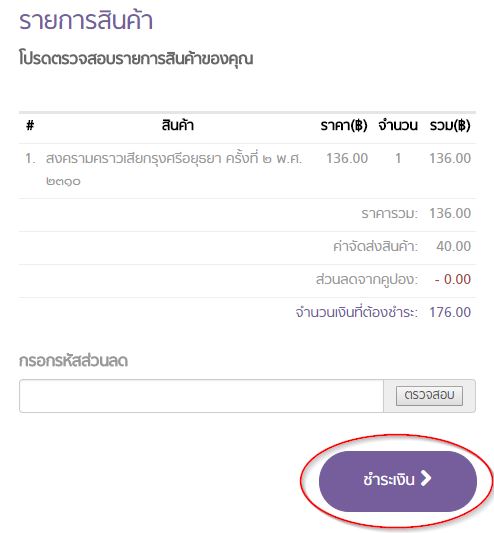 รายการสินค้า
โปรดตรวจสอบรายการสินค้าของคุณ
# สินค้า ราคา(฿) จำนวน รวม(฿)
1. สงครามคราวเสียกรุงศรีอยุธยา ครั้งที่ ๒ พ.ศ. 136.00 1 136.00
๒๓๑๐
ราคารวม: 136.00
ค่าจัดส่งสินค้า: 40.00
ส่วนลดจากคูปอง: - 0.00
จำนวนเงินที่ต้องชำระ: 176.00
กรอกรหัสส่วนลด
ตรวจสอบ
ชำระเงิน